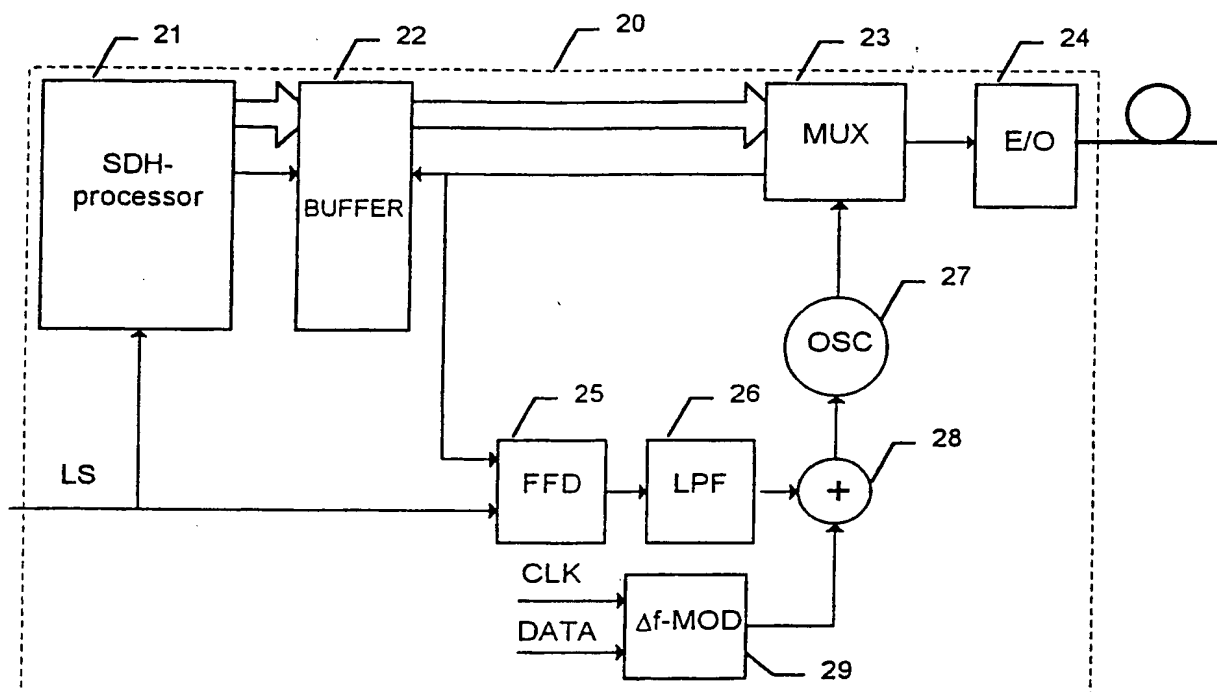 21
22
20
23
24
SDH-
processor
BUFFER
MUX
E/O
27
OSC
25
26
28
LS
FFD
LPF
+
CLK
DATA
Δf-MOD
29